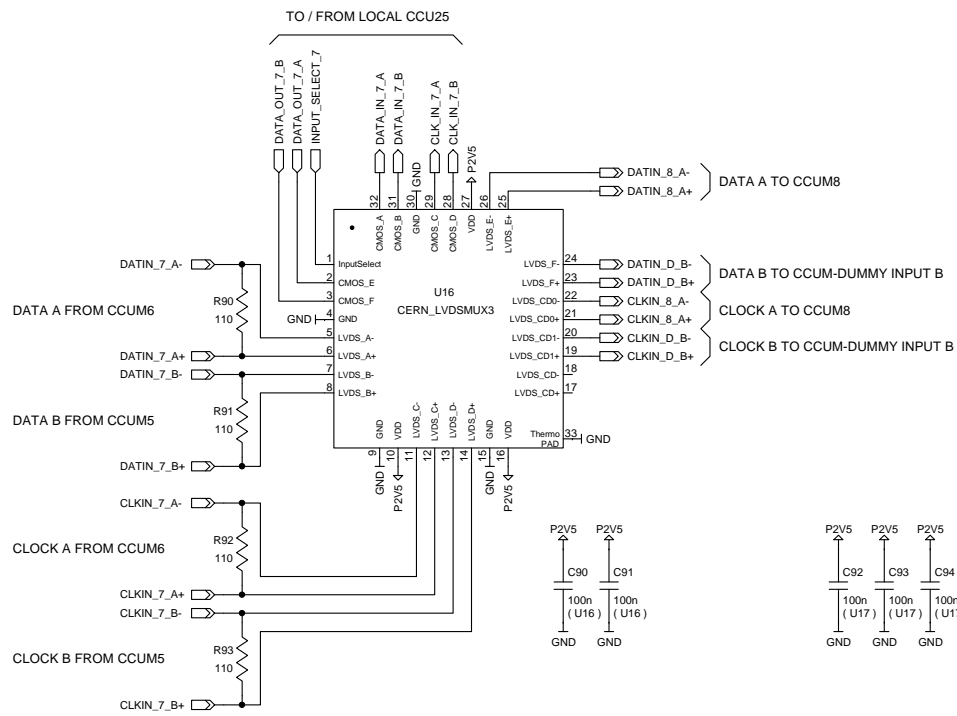 TO / FROM LOCAL CCU25
DATA_OUT_7_B
DATA_OUT_7_A
INPUT_SELECT_7
DATA_IN_7_A
DATA_IN_7_B
GND
CLK_IN_7_A
CLK_IN_7_B
P2V5
32
31
30
29
28
27
26
25
CMOS_A
CMOS_B
GND
CMOS_C
CMOS_D
VDD
LVDS_E-
LVDS_E+
DATIN_8_A-
DATIN_8_A+
DATA A TO CCUM8
DATIN_7_A-
R90
110
DATA A FROM CCUM6
DATIN_7_A+
DATIN_7_B-
R91
110
DATA B FROM CCUM5
DATIN_7_B+
1 InputSelect
2 CMOS_E
3 CMOS_F
GND 4 GND
5 LVDS_A-
6 LVDS_A+
7 LVDS_B-
8 LVDS_B+
U16
CERN_LVDSMUX3
LVDS_F- 24 DATIN_D_B-
LVDS_F+ 23 DATIN_D_B+
DATA B TO CCUM-DUMMY INPUT B
LVDS_CD0- 22 CLKIN_8_A-
LVDS_CD0+ 21 CLKIN_8_A+
CLOCK A TO CCUM8
LVDS_CD1- 20 CLKIN_D_B-
LVDS_CD1+ 19 CLKIN_D_B+
CLOCK B TO CCUM-DUMMY INPUT B
LVDS_CD- 18
LVDS_CD+ 17
Thermo
PAD
33 GND
GND
VDD
LVDS_C-
LVDS_C+
LVDS_D-
LVDS_D+
GND
VDD
9
10
11
12
13
14
15
16
GND
P2V5
GND
P2V5
CLKIN_7_A-
R92
110
CLOCK A FROM CCUM6
CLKIN_7_A+
CLKIN_7_B-
R93
110
CLOCK B FROM CCUM5
CLKIN_7_B+
P2V5
C90
100n
( U16 )
GND
P2V5
C91
100n
( U16 )
GND
P2V5
C92
100n
( U17 )
GND
P2V5
C93
100n
( U17 )
GND
P2V5
C94
100n
GND